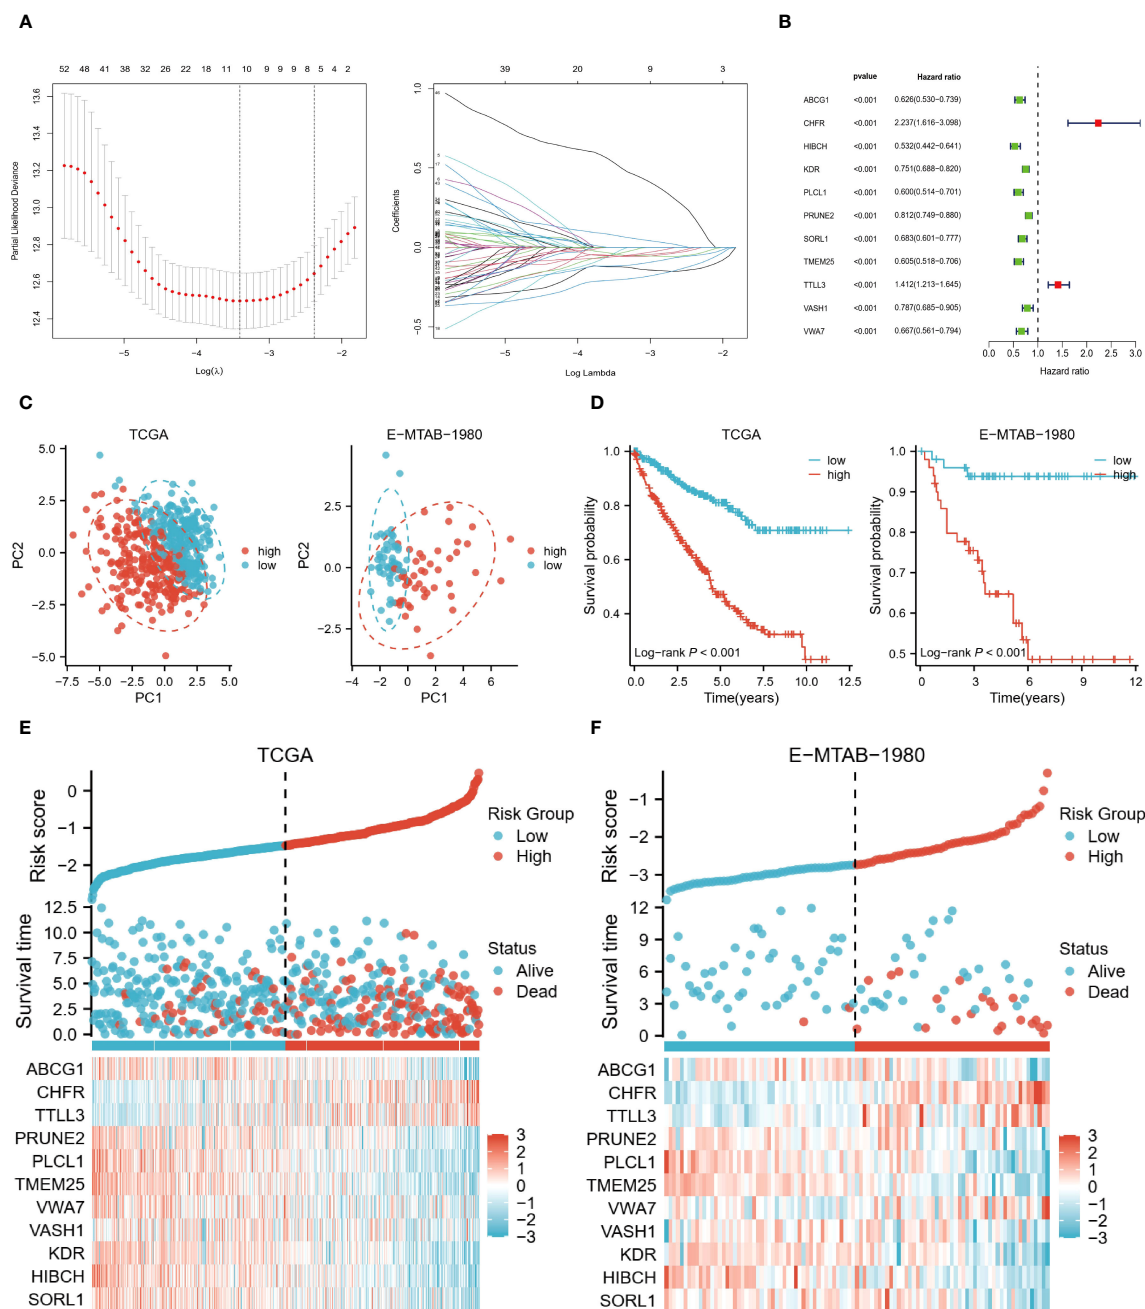 A
52 48 41 38 32 26 22 18 11 10 9 9 9 8 5 4 2
13.6
13.4
13.2
13.0
12.8
12.6
12.4
Partial Likelihood Deviance
−5 −4 −3 −2
Log(λ)
39 20 9 3
1.0
0.5
0.0
−0.5
Coefficients
−5 −4 −3 −2
Log Lambda
B
pvalue Hazard ratio
ABCG1 <0.001 0.626(0.530−0.739)
CHFR <0.001 2.237(1.616−3.098)
HIBCH <0.001 0.532(0.442−0.641)
KDR <0.001 0.751(0.688−0.820)
PLCL1 <0.001 0.600(0.514−0.701)
PRUNE2 <0.001 0.812(0.749−0.880)
SORL1 <0.001 0.683(0.601−0.777)
TMEM25 <0.001 0.605(0.518−0.706)
TTLL3 <0.001 1.412(1.213−1.645)
VASH1 <0.001 0.787(0.685−0.905)
VWA7 <0.001 0.667(0.561−0.794)
0.0 0.5 1.0 1.5 2.0 2.5 3.0
Hazard ratio
C
TCGA
5.0
2.5
0.0
−2.5
−5.0
PC2
high
low
−7.5 −5.0 −2.5 0.0 2.5 5.0
PC1
E−MTAB−1980
2.5
0.0
−2.5
PC2
high
low
−4 −2 0 2 4 6
PC1
D
TCGA
1.0
0.8
0.6
0.4
Survival probability
low
high
Log−rank P < 0.001
0.0 2.5 5.0 7.5 10.0 12.5
Time(years)
E−MTAB−1980
1.0
0.9
0.8
0.7
0.6
0.5
Survival probability
low
high
Log−rank P < 0.001
0 3 6 9 12
Time(years)
E
TCGA
0
−1
−2
Risk score
Risk Group
Low
High
12.5
10.0
7.5
5.0
2.5
0.0
Survival time
Status
Alive
Dead
ABCG1
CHFR
TTLL3
PRUNE2
PLCL1
TMEM25
VWA7
VASH1
KDR
HIBCH
SORL1
3
2
1
0
−1
−2
−3
F
E−MTAB−1980
−1
−2
−3
Risk score
Risk Group
Low
High
12
9
6
3
0
Survival time
Status
Alive
Dead
ABCG1
CHFR
TTLL3
PRUNE2
PLCL1
TMEM25
VWA7
VASH1
KDR
HIBCH
SORL1
3
2
1
0
−1
−2
−3